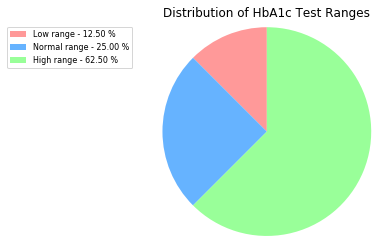 Distribution of HbA1c Test Ranges
Low range - 12.50 %
Normal range - 25.00 %
High range - 62.50 %